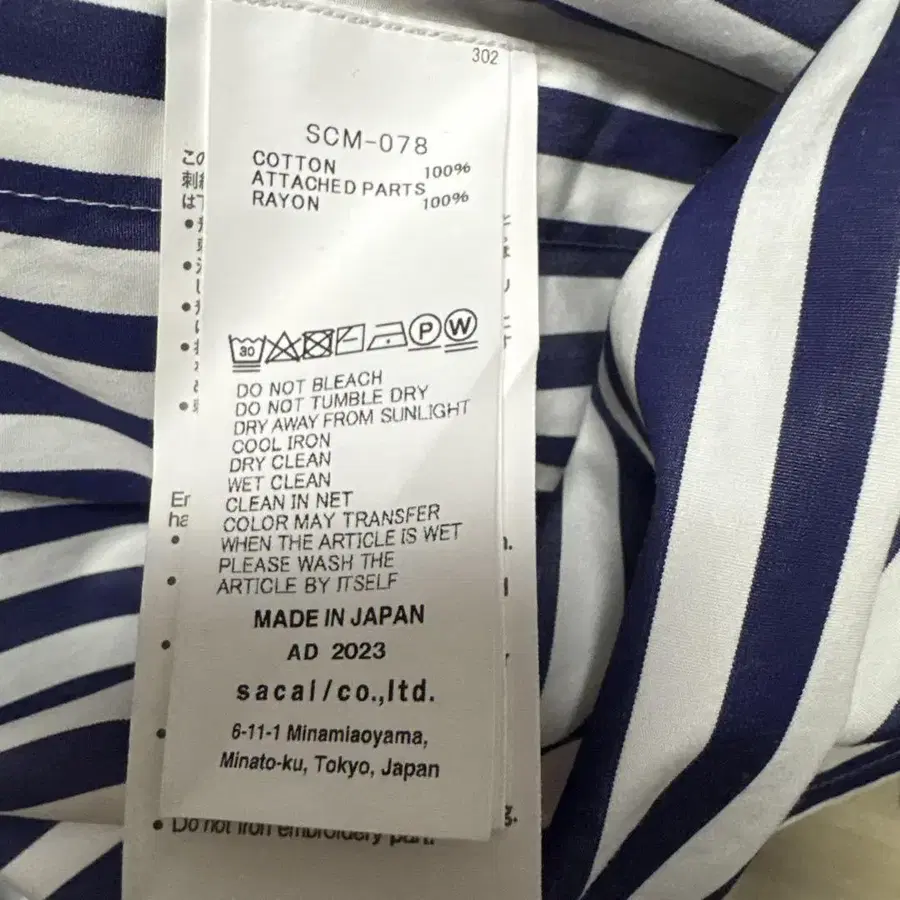 302
SCM-078
COTTON 100%
ATTACHED PARTS
RAYON 100%
30
P W
DO NOT BLEACH
DO NOT TUMBLE DRY
DRY AWAY FROM SUNLIGHT
COOL IRON
DRY CLEAN
WET CLEAN
CLEAN IN NET
COLOR MAY TRANSFER
WHEN THE ARTICLE IS WET
PLEASE WASH THE
ARTICLE BY ITSELF
MADE IN JAPAN
AD 2023
sacai/co.,ltd.
6-11-1 Minamiaoyama,
Minato-ku, Tokyo, Japan
• Do not iron embroidery part.